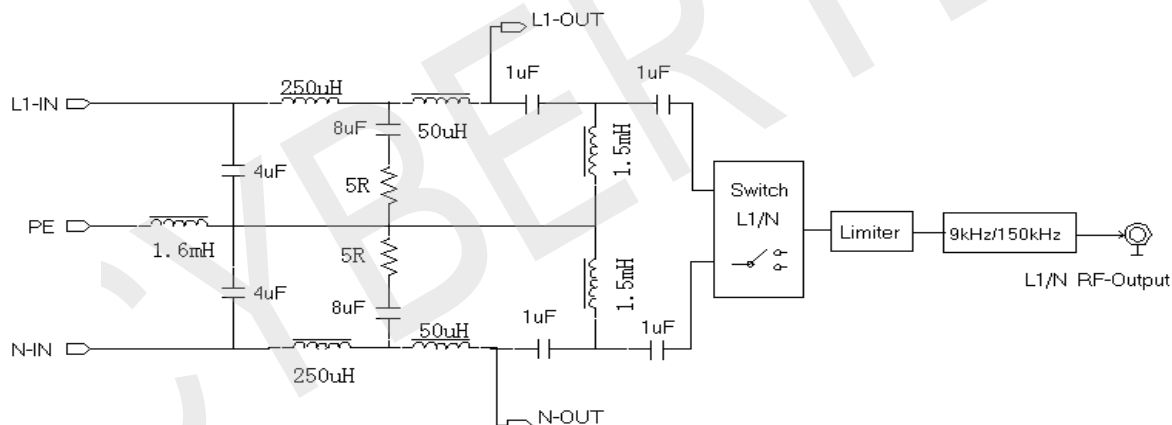 L1-OUT
1uF
1uF
250uH
L1-IN
8uF
50uH
1.5mH
4uF
5R
Switch
L1/N
PE
1.6mH
Limiter
9kHz/150kHz
5R
L1/N RF-Output
4uF
8uF
1.5mH
1uF
1uF
50uH
N-IN
250uH
N-OUT